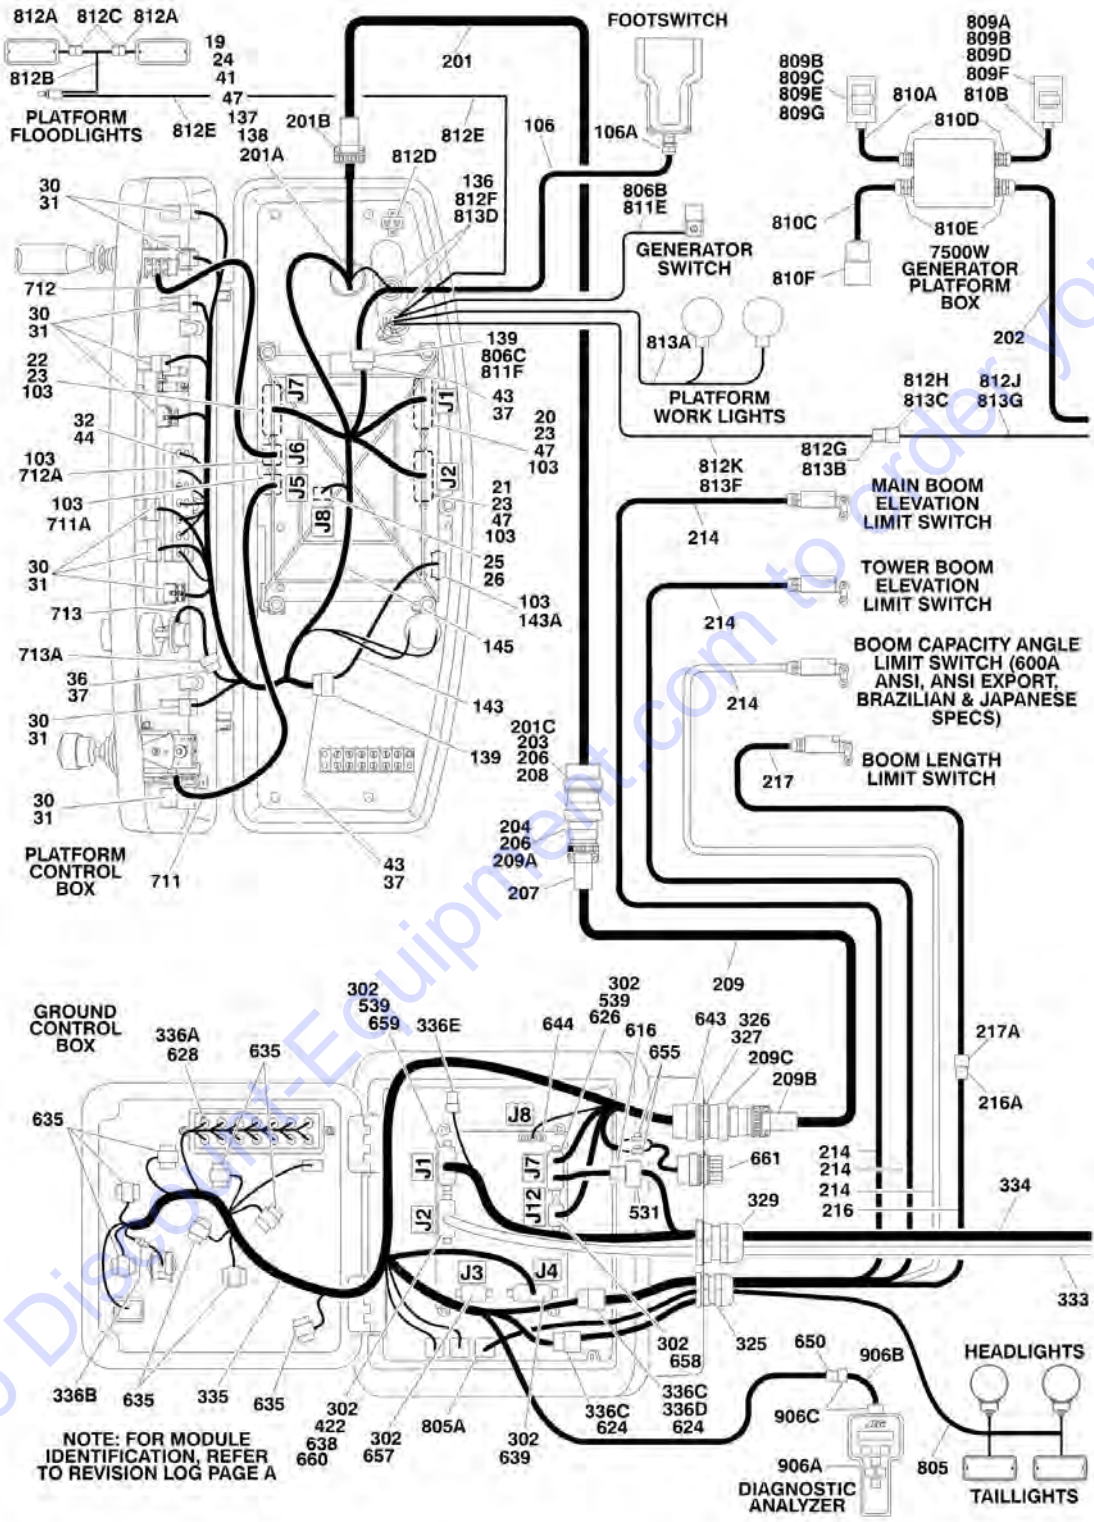 812A 812C 812A
812B
PLATFORM
FLOODLIGHTS
812E
19
24
41
47
137
138
201A
201B
201
812E
812D
FOOTSWITCH
106
106A
136
812F
813D
806B
811E
GENERATOR
SWITCH
809B
809C
809E
809G
809A
809B
809D
809F
810A
810B
810D
810C
810E
810F
7500W
GENERATOR
PLATFORM
BOX
202
30
31
712
30
31
22
23
103
32
44
103
712A
103
711A
30
31
713
713A
36
37
30
31
30
31
PLATFORM
CONTROL
BOX
711
J7
J1
J6
J5
J2
J8
139
806C
811F
43
37
20
23
47
103
21
23
47
103
25
26
103
143A
145
143
139
43
37
813A
PLATFORM
WORK LIGHTS
812H
813C
812J
813G
812G
813B
812K
813F
214
MAIN BOOM
ELEVATION
LIMIT SWITCH
214
TOWER BOOM
ELEVATION
LIMIT SWITCH
214
BOOM CAPACITY ANGLE
LIMIT SWITCH (600A
ANSI, ANSI EXPORT,
BRAZILIAN & JAPANESE
SPECS)
217
BOOM LENGTH
LIMIT SWITCH
201C
203
206
208
204
206
209A
207
209
217A
216A
214
214
214
216
334
333
GROUND
CONTROL
BOX
336A
628
635
635
302
539
659
336E
644
302
539
626
616
655
643
326
327
209C
209B
J8
J1
J7
J2
J12
J3
J4
661
531
329
325
302
658
336C
336D
624
336C
624
302
639
805A
302
657
302
422
638
660
635
335
635
336B
650
906B
906C
906A
DIAGNOSTIC
ANALYZER
JLG
HEADLIGHTS
805
TAILLIGHTS
NOTE: FOR MODULE
IDENTIFICATION, REFER
TO REVISION LOG PAGE A
Discount-Equipment.com to order yo